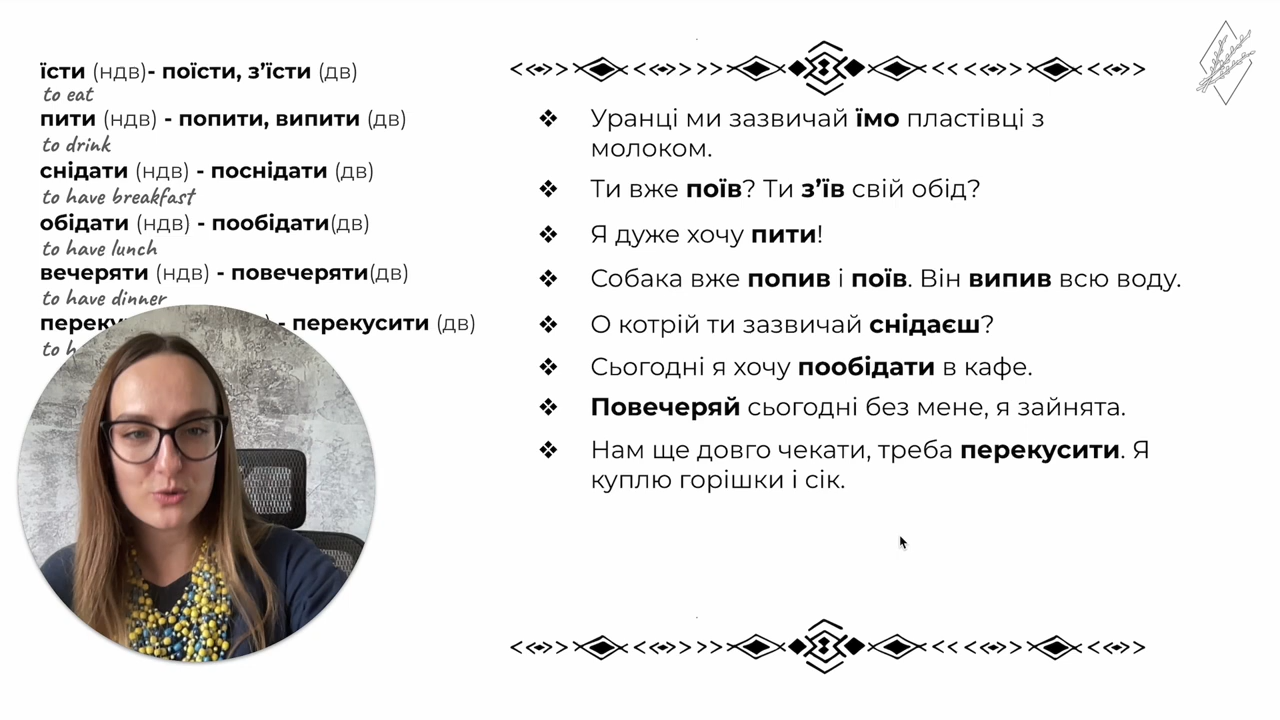 їсти (ндв)- поїсти, з’їсти (дв)
to eat
пити (ндв) - попити, випити (дв)
to drink
снідати (ндв) - поснідати (дв)
to have breakfast
обідати (ндв) - пообідати(дв)
to have lunch
вечеряти (ндв) - повечеряти(дв)
to have dinner
- перекусити (дв)
to
❖ Уранці ми зазвичай їмо пластівці з
молоком.
❖ Ти вже поїв? Ти з’їв свій обід?
❖ Я дуже хочу пити!
❖ Собака вже попив і поїв. Він випив всю воду.
❖ О котрій ти зазвичай снідаєш?
❖ Сьогодні я хочу пообідати в кафе.
❖ Повечеряй сьогодні без мене, я зайнята.
❖ Нам ще довго чекати, треба перекусити. Я
куплю горішки і сік.